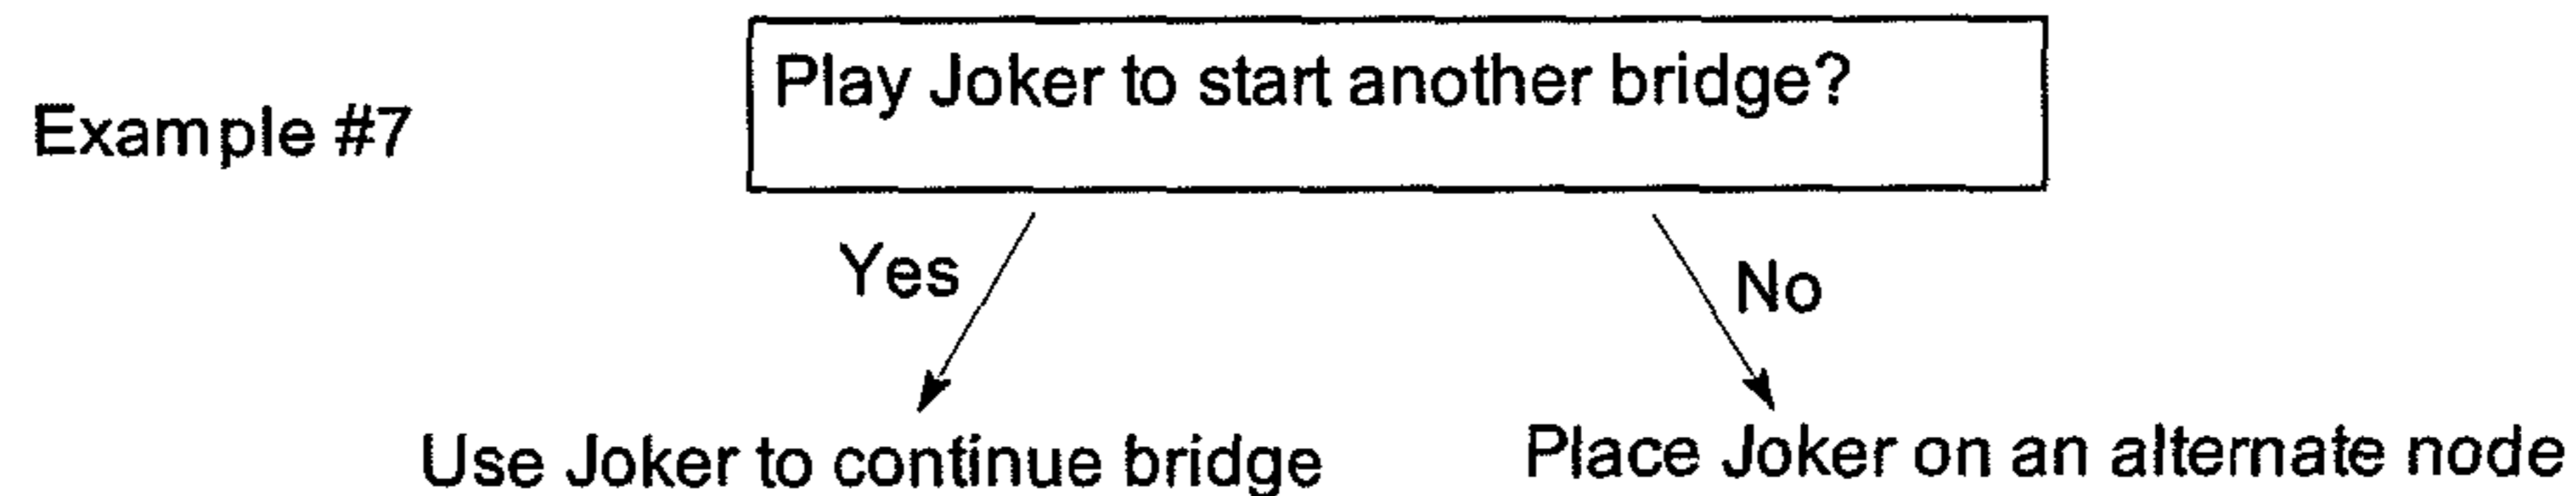 Play Joker to start another bridge?
Example #7
Yes
No
Use Joker to continue bridge
Place Joker on an alternate node